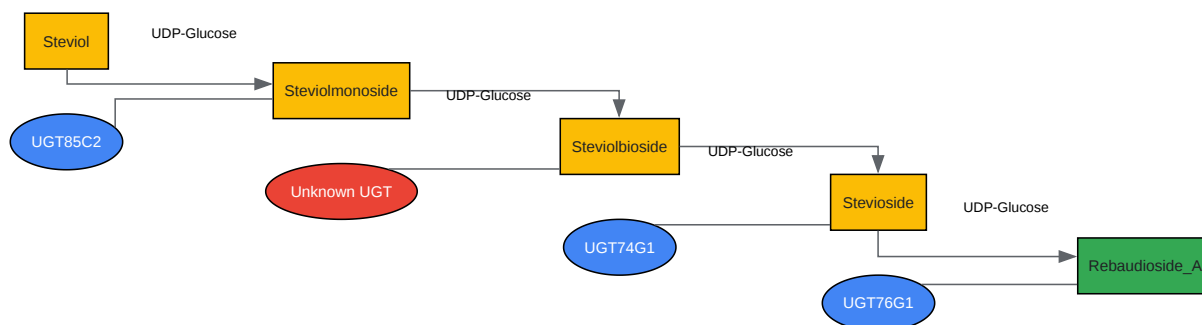 Steviol
UDP-Glucose
Steviolmonoside
UDP-Glucose
UGT85C2
Steviolbioside
UDP-Glucose
Unknown UGT
Stevioside
UDP-Glucose
UGT74G1
Rebaudioside_A
UGT76G1